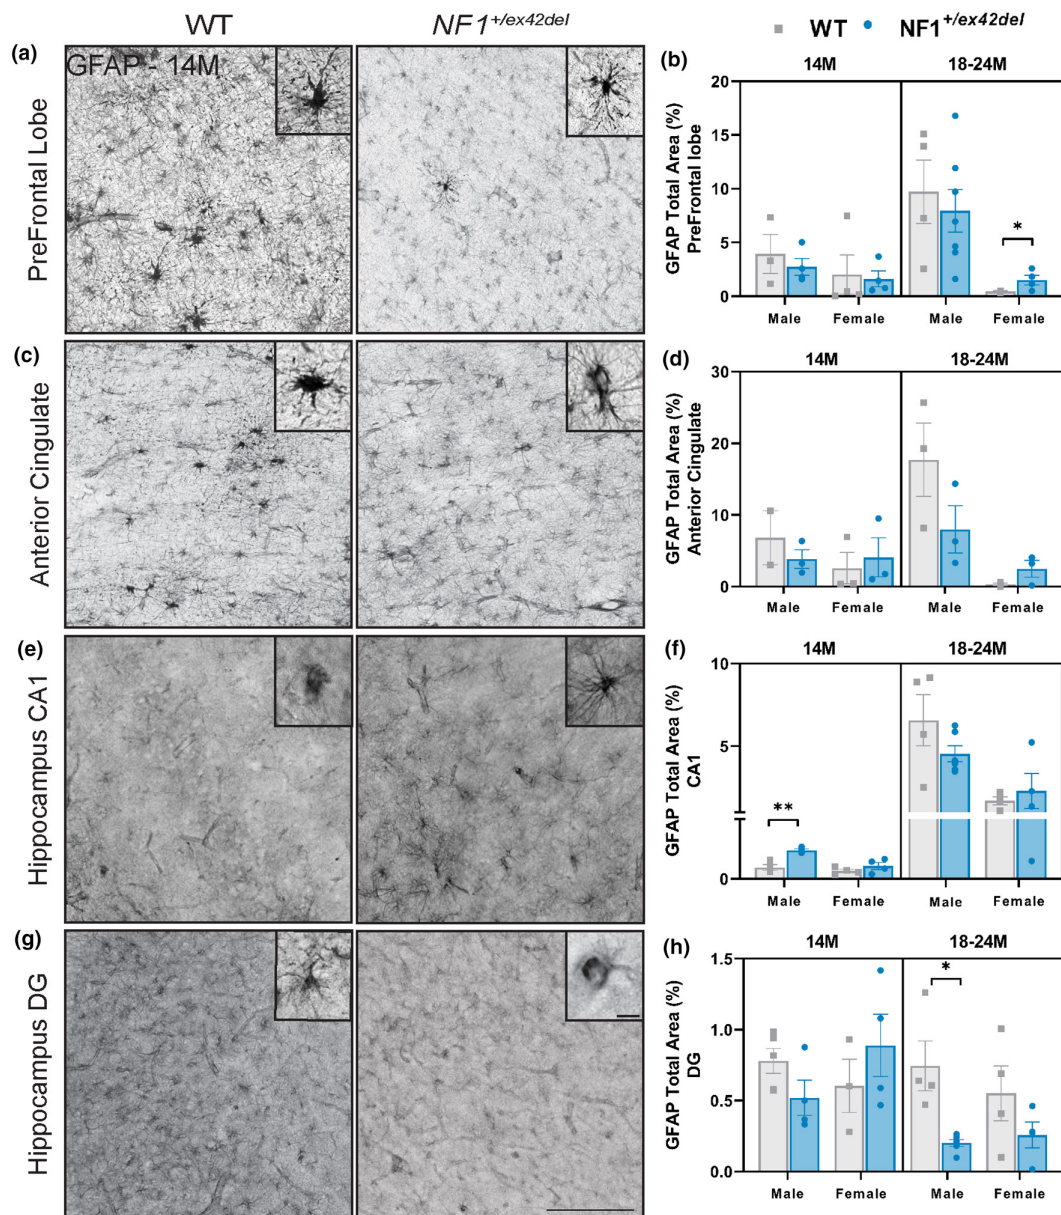 WT
NF1+/ex42del
WT
NF1+/ex42del
(a)
GFAP - 14M
PreFrontal Lobe
(b)
14M
18-24M
GFAP Total Area (%)
PreFrontal lobe
20
15
10
5
0
*
Male
Female
Male
Female
(c)
Anterior Cingulate
(d)
14M
18-24M
GFAP Total Area (%)
Anterior Cingulate
30
20
10
0
Male
Female
Male
Female
(e)
Hippocampus CA1
(f)
14M
18-24M
GFAP Total Area (%)
CA1
10
5
0
**
Male
Female
Male
Female
(g)
Hippocampus DG
(h)
14M
18-24M
GFAP Total Area (%)
DG
1.5
1.0
0.5
0.0
*
Male
Female
Male
Female